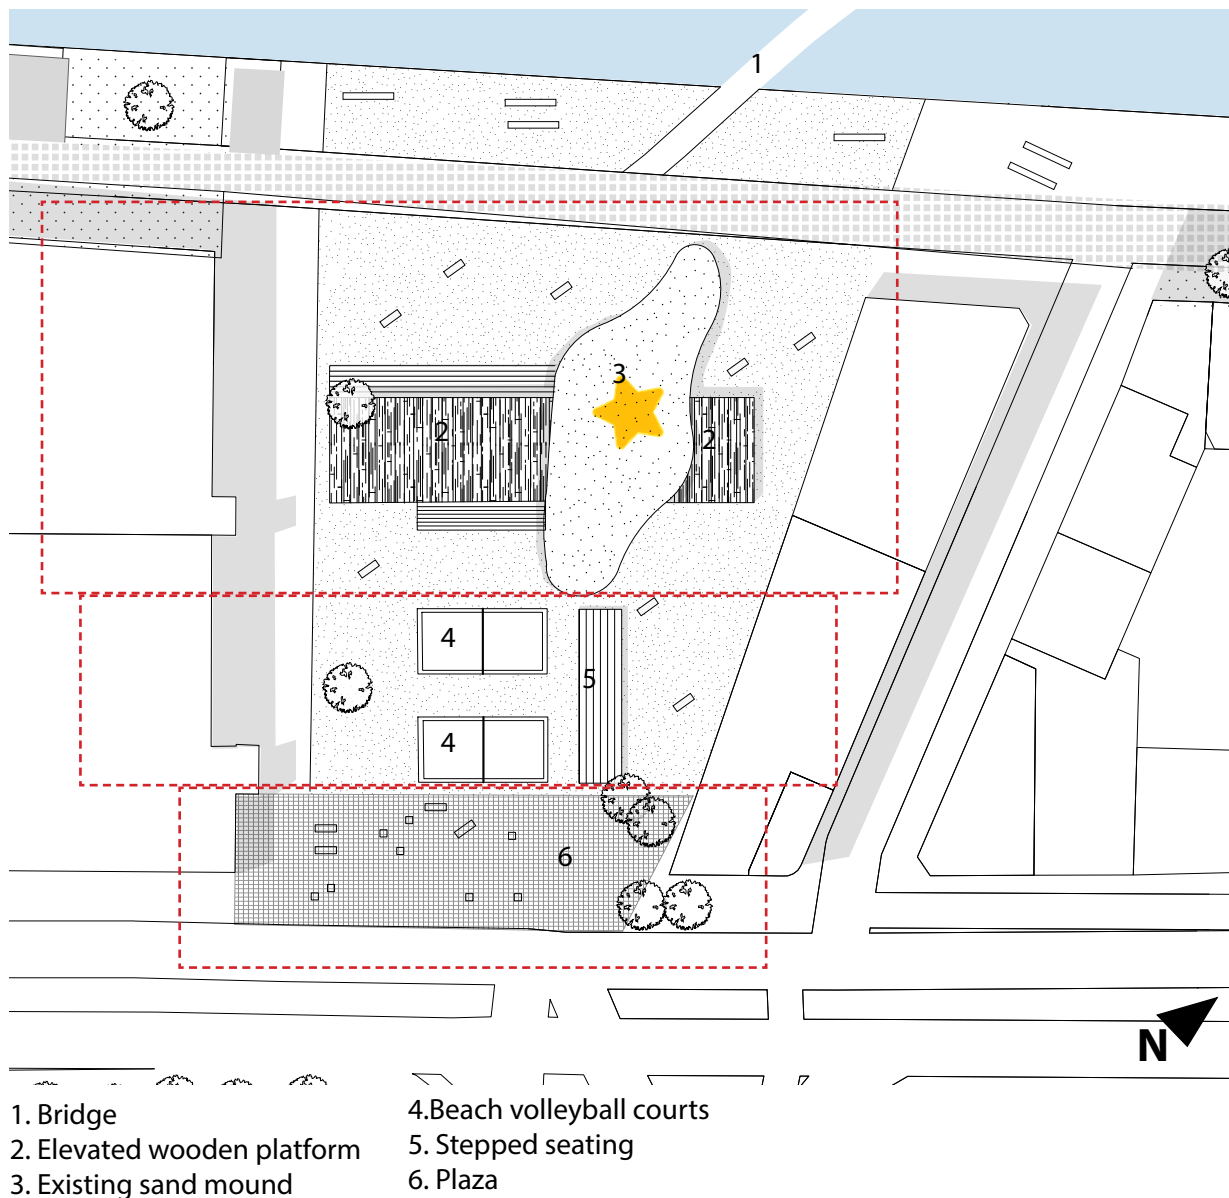 1
3
2
2
4
5
4
6
N
1. Bridge
2. Elevated wooden platform
3. Existing sand mound
4.Beach volleyball courts
5. Stepped seating
6. Plaza